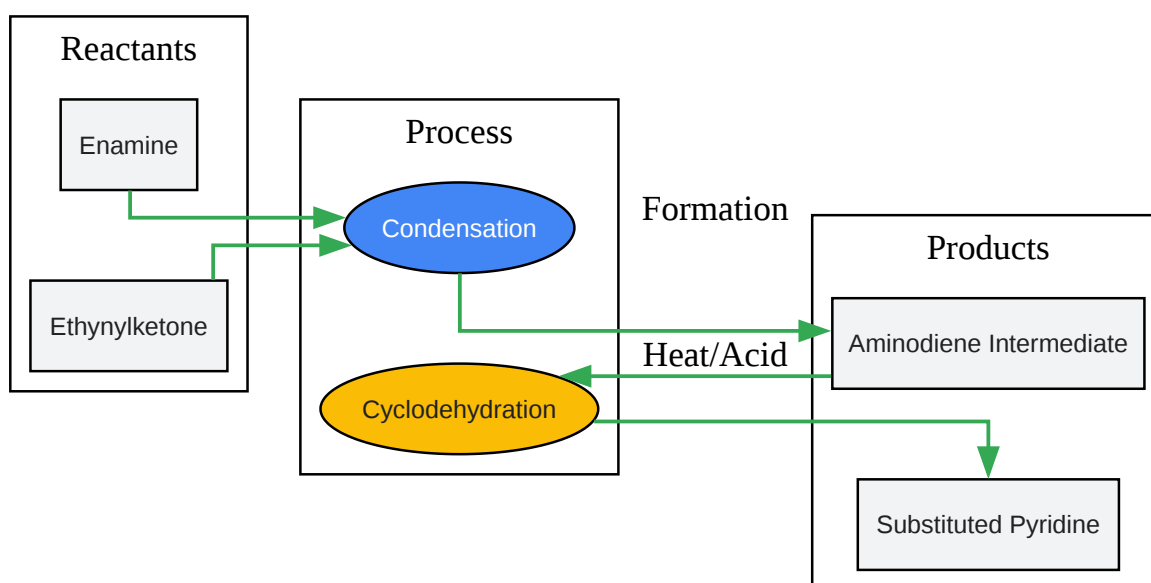 Reactants
Enamine
Ethynylketone
Process
Condensation
Cyclodehydration
Formation
Heat/Acid
Products
Aminodiene Intermediate
Substituted Pyridine